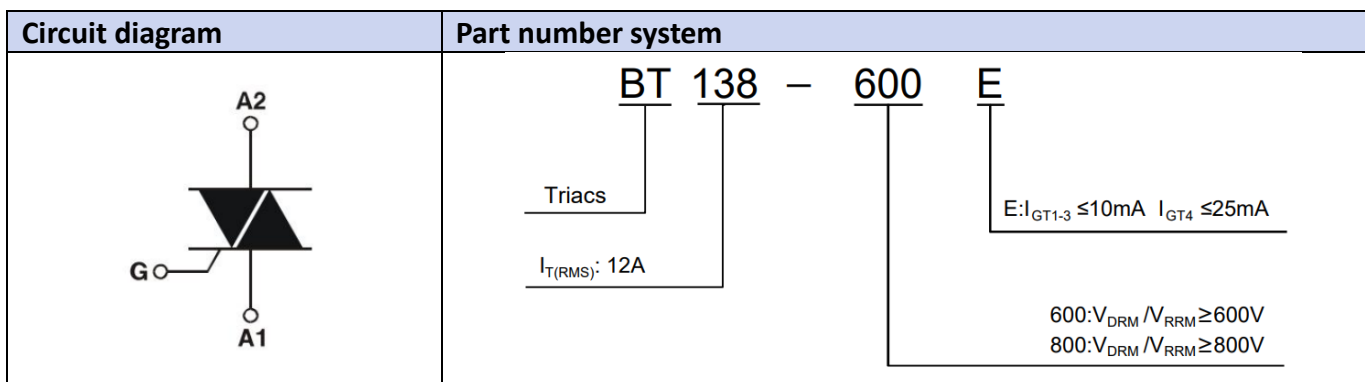 Circuit diagram
Part number system
A2
G
A1
BT 138 – 600 E
Triacs
E:IGT1-3 ≤10mA IGT4 ≤25mA
IT(RMS): 12A
600:VDRM /VRRM≥600V
800:VDRM /VRRM≥800V